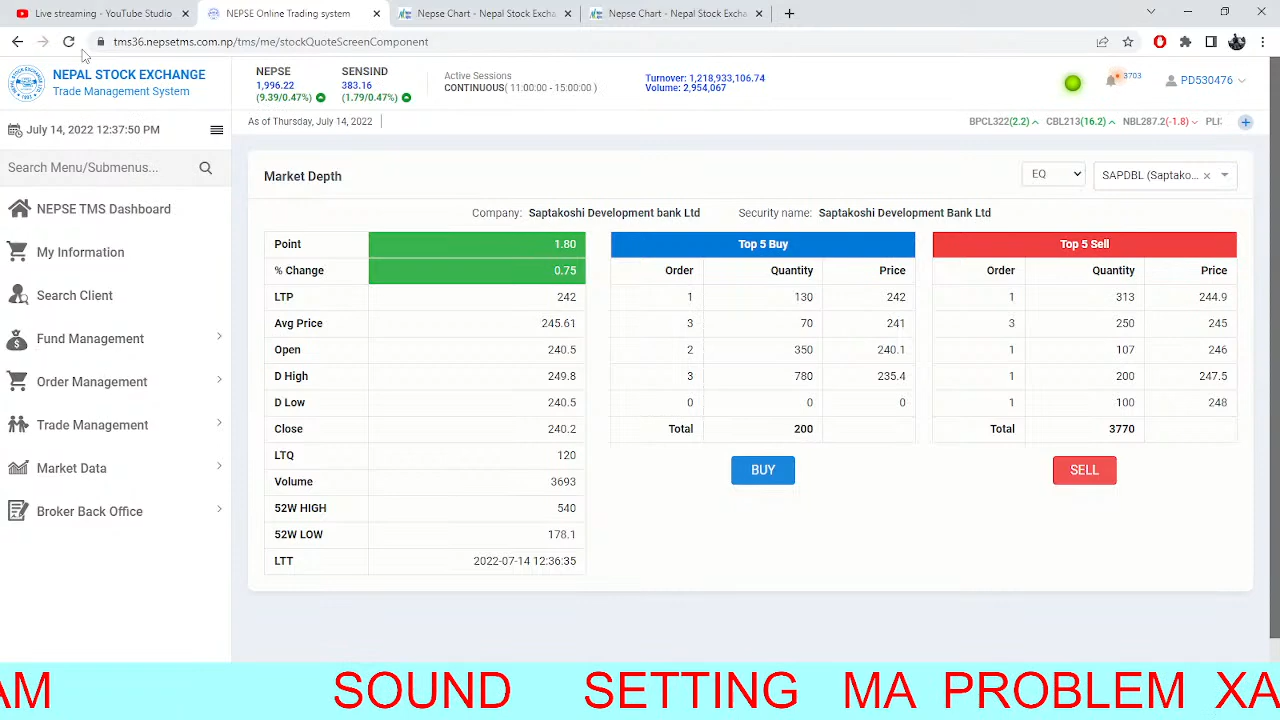 Live streaming - YouTube Studio
NEPSE Online Trading system
Nepse Chart - Nepal Stock Excha
Nepse Chart - Nepal Stock Excha
tms36.nepsetms.com.np/tms/me/stockQuoteScreenComponent
NEPAL STOCK EXCHANGE
Trade Management System
NEPSE
1,996.22
(9.39/0.47%)
SENSIND
383.16
(1.79/0.47%)
Active Sessions
CONTINUOUS( 11:00:00 - 15:00:00 )
Turnover: 1,218,933,106.74
Volume: 2,954,067
3703
PD530476
July 14, 2022 12:37:50 PM
As of Thursday, July 14, 2022
BPCL322(2.2) CBL213(16.2) NBL287.2(-1.8) PLI:
Search Menu/Submenus...
NEPSE TMS Dashboard
My Information
Search Client
Fund Management
Order Management
Trade Management
Market Data
Broker Back Office
Market Depth
EQ
SAPDBL (Saptako...
Company: Saptakoshi Development bank Ltd
Security name: Saptakoshi Development Bank Ltd
Point 1.80
% Change 0.75
LTP 242
Avg Price 245.61
Open 240.5
D High 249.8
D Low 240.5
Close 240.2
LTQ 120
Volume 3693
52W HIGH 540
52W LOW 178.1
LTT 2022-07-14 12:36:35
Top 5 Buy
Order Quantity Price
1 130 242
3 70 241
2 350 240.1
3 780 235.4
0 0 0
Total 200
BUY
Top 5 Sell
Order Quantity Price
1 313 244.9
3 250 245
1 107 246
1 200 247.5
1 100 248
Total 3770
SELL
AM SOUND SETTING MA PROBLEM XA